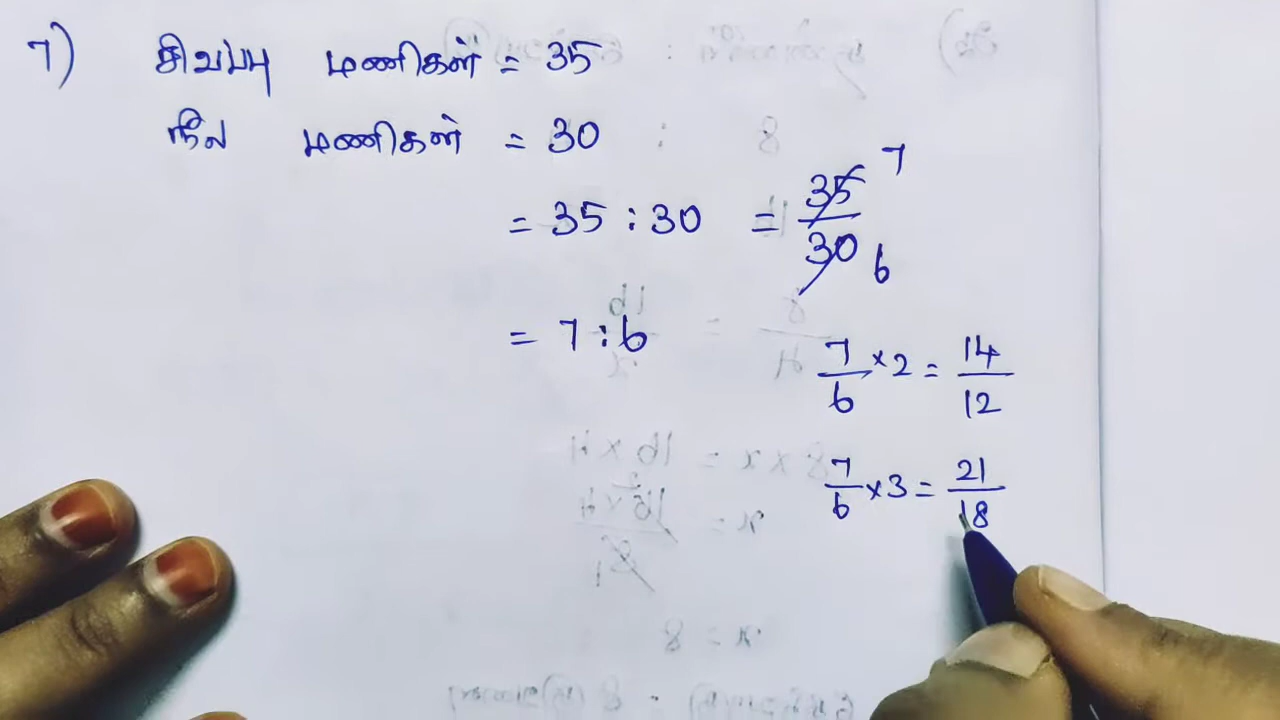 7) சிவப்பு மணிகள் = 35
நீல மணிகள் = 30
= 35 : 30 = 35/30 7 6
= 7 : 6
7/6 × 2 = 14/12
7/6 × 3 = 21/18